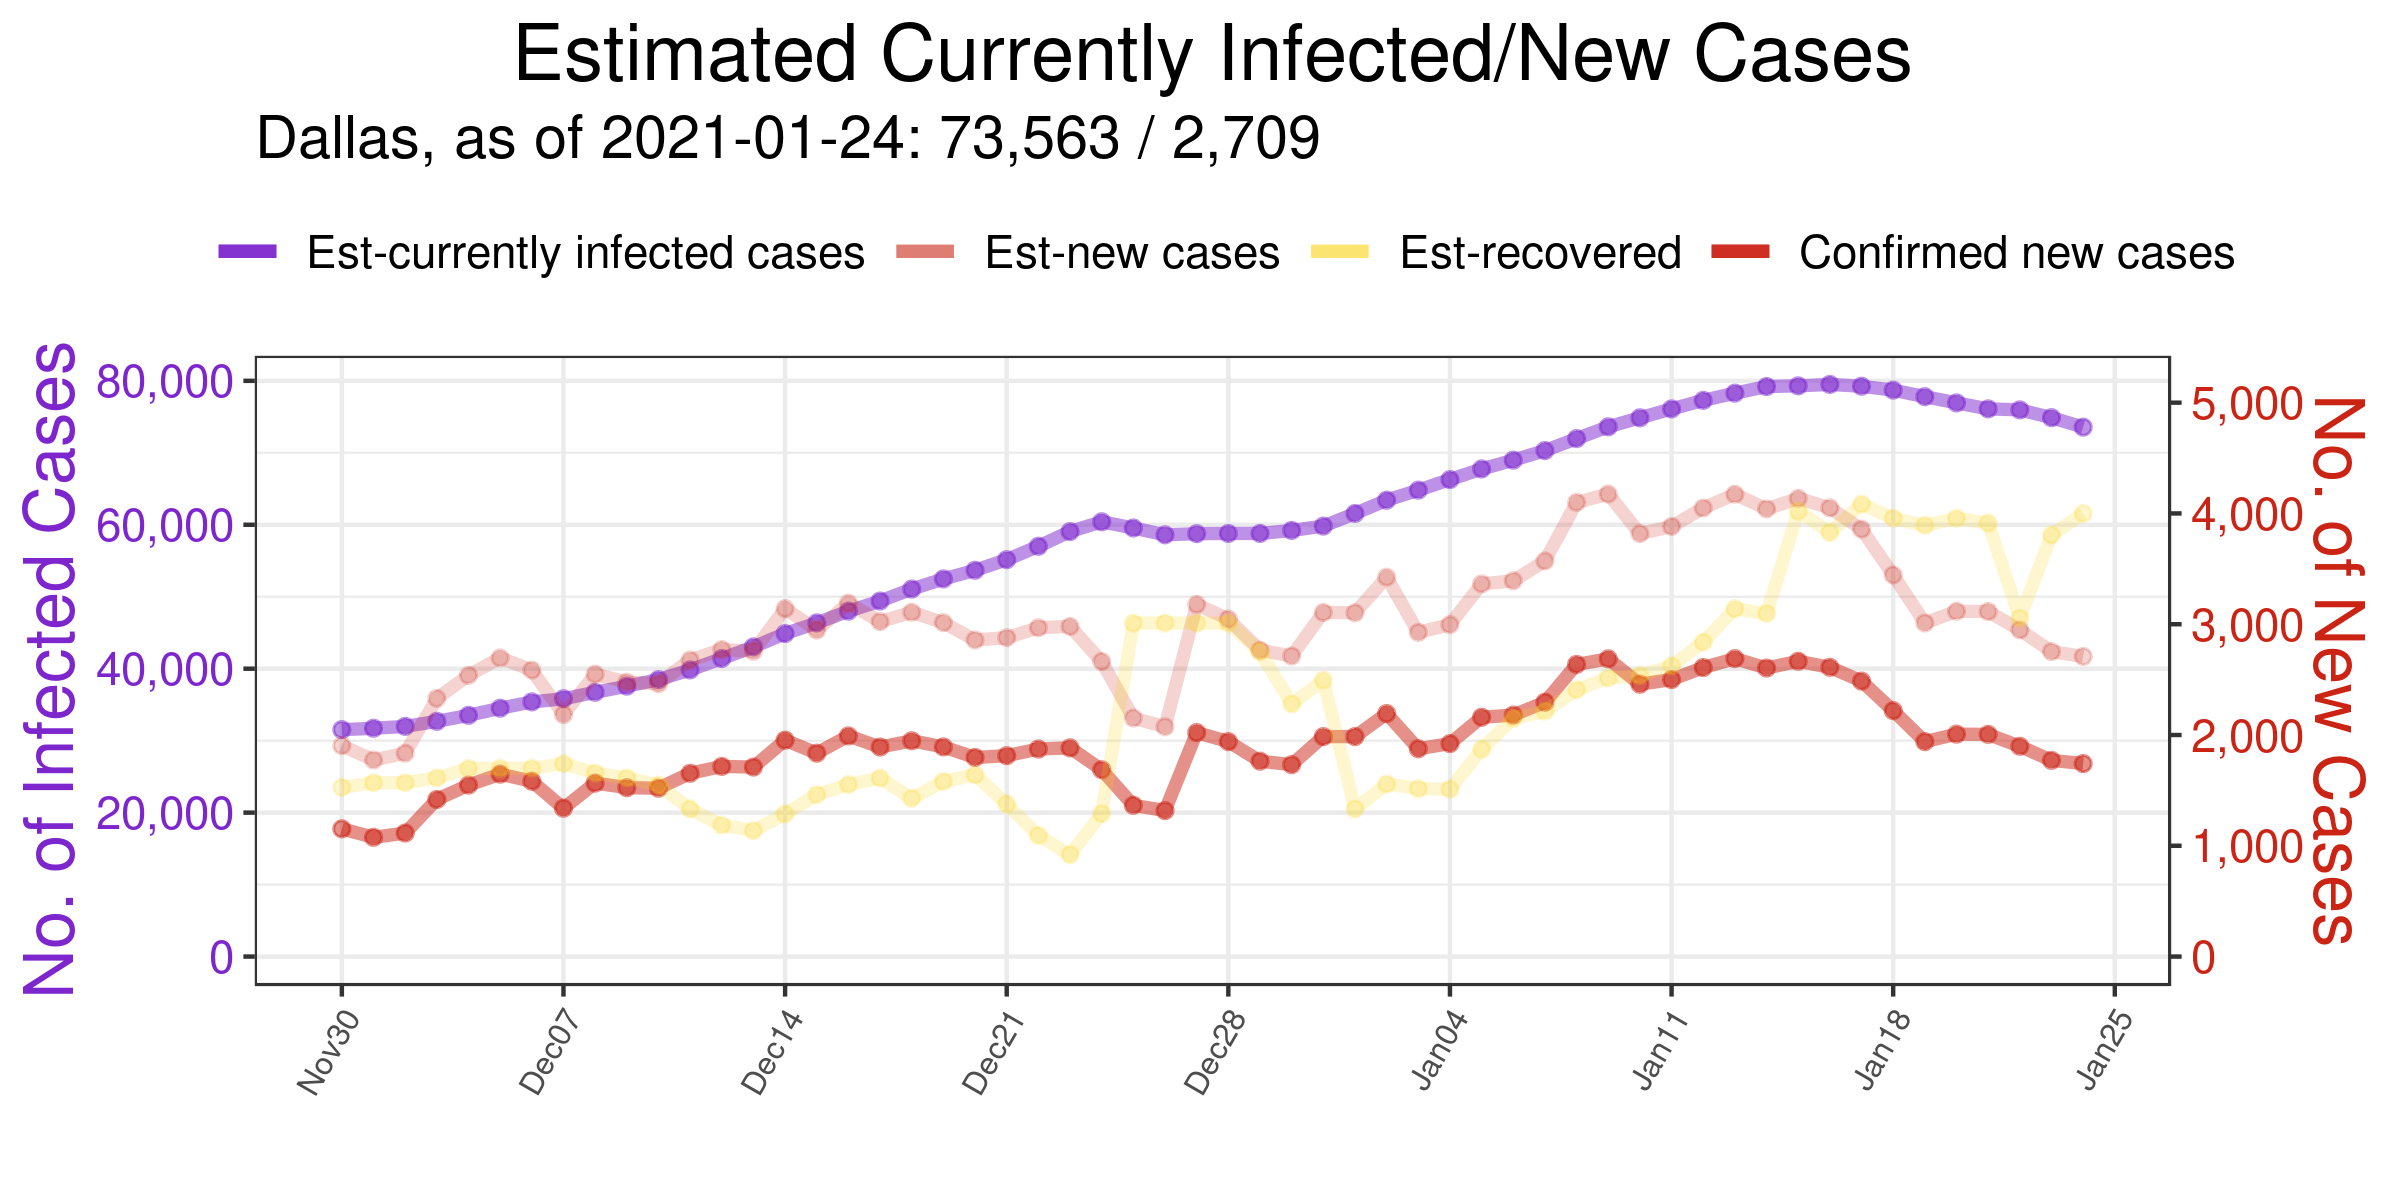 Estimated Currently Infected/New Cases
Dallas, as of 2021-01-24: 73,563 / 2,709
Est-currently infected cases Est-new cases Est-recovered Confirmed new cases
No. of Infected Cases
80,000
60,000
40,000
20,000
0
5,000
4,000
3,000
2,000
1,000
0
No. of New Cases
Nov30 Dec07 Dec14 Dec21 Dec28 Jan04 Jan11 Jan18 Jan25